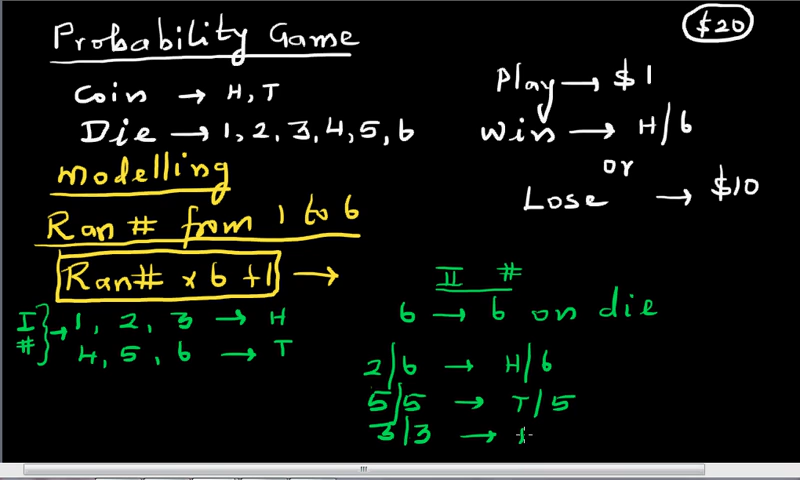 Probability Game
$20
Coin → H, T
Die → 1, 2, 3, 4, 5, 6
Play → $1
Win → H/6
or
Lose → $10
Modelling
Ran # from 1 to 6
Ran# × 6 +1 →
I # } → 1, 2, 3 → H
4, 5, 6 → T
II #
6 → 6 on die
2/6 → H/6
5/5 → T/5
3/3 →